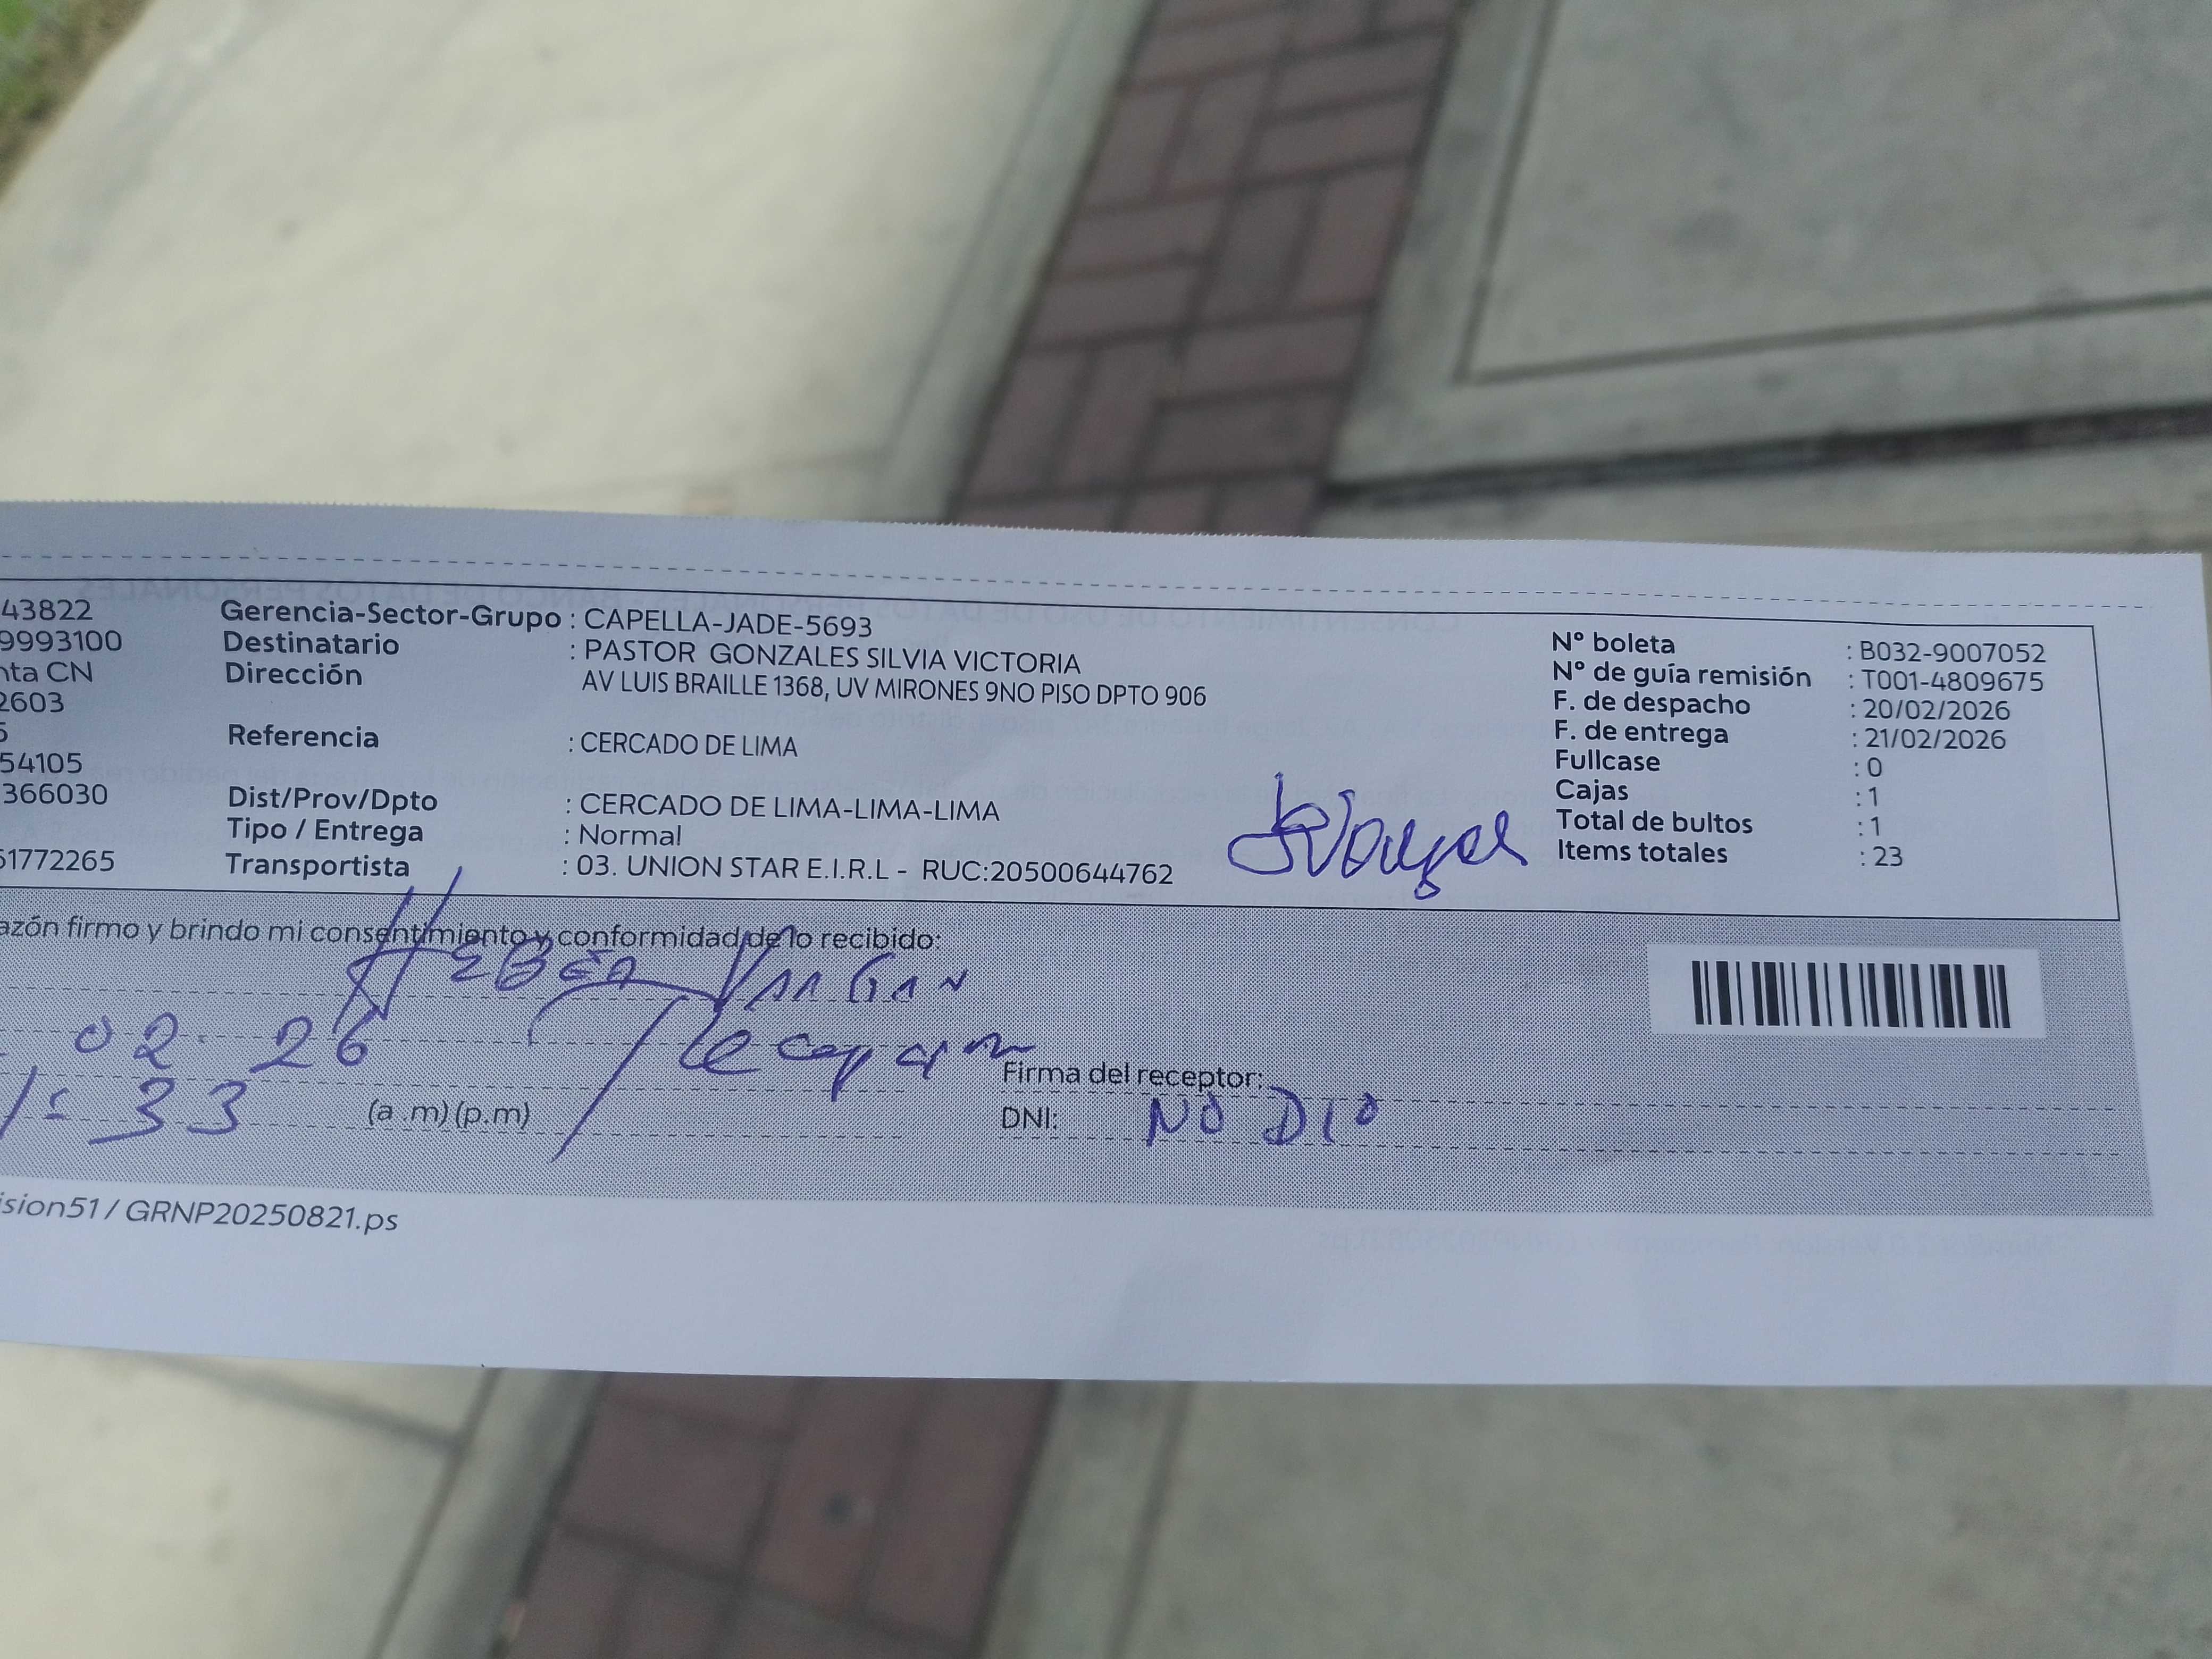 43822
9993100
nta CN
2603
5
54105
366030
61772265
Gerencia-Sector-Grupo : CAPELLA-JADE-5693
Destinatario : PASTOR GONZALES SILVIA VICTORIA
Dirección AV LUIS BRAILLE 1368, UV MIRONES 9NO PISO DPTO 906
Referencia : CERCADO DE LIMA
Dist/Prov/Dpto : CERCADO DE LIMA-LIMA-LIMA
Tipo / Entrega : Normal
Transportista : 03. UNION STAR E.I.R.L - RUC:20500644762
Nº boleta : B032-9007052
Nº de guía remisión : T001-4809675
F. de despacho : 20/02/2026
F. de entrega : 21/02/2026
Fullcase : 0
Cajas : 1
Total de bultos : 1
Items totales : 23
azón firmo y brindo mi consentimiento y conformidad de lo recibido:
HEBER
02. 26
Firma del receptor:
33 (a .m) (p.m)
DNI: NO DIO
ision51 / GRNP20250821.ps